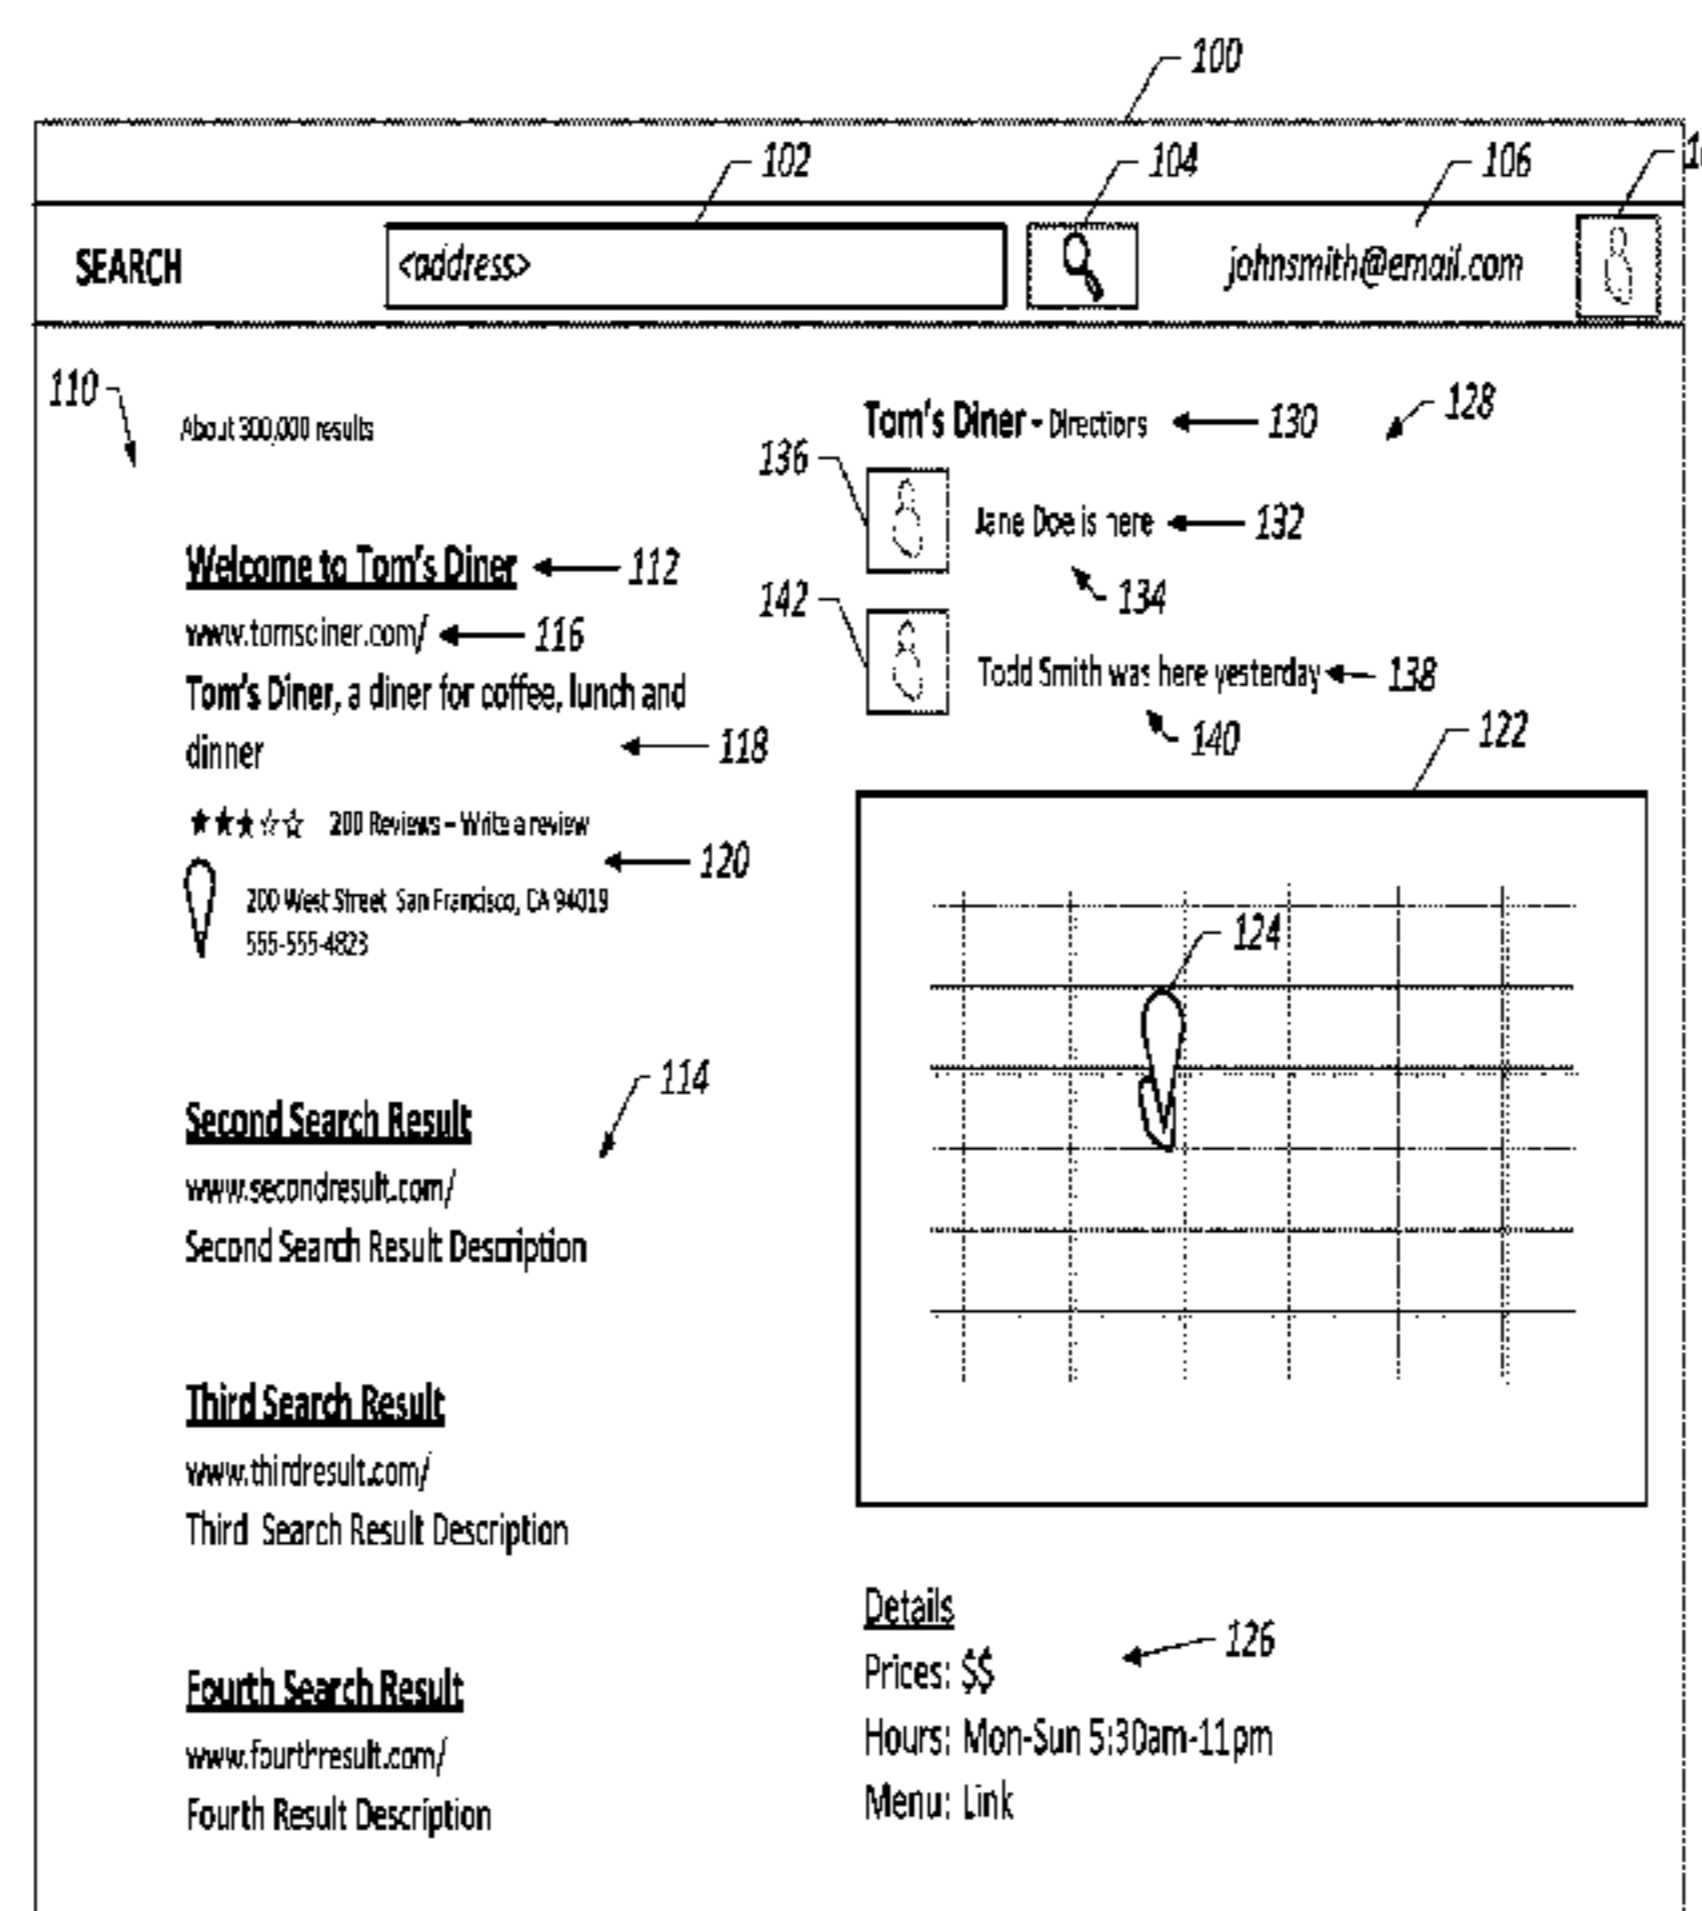 100
102
104
106
SEARCH
<address>
johnsmith@email.com
110
About 300,000 results
Welcome to Tom's Diner
112
www.tomsdiner.com/
116
Tom's Diner, a diner for coffee, lunch and
dinner
118
200 Reviews – Write a review
120
200 West Street San Francisco, CA 94019
555-555-4823
114
Second Search Result
www.secondresult.com/
Second Search Result Description
Third Search Result
www.thirdresult.com/
Third Search Result Description
Fourth Search Result
www.fourthresult.com/
Fourth Result Description
Tom's Diner - Directions
130
128
136
Jane Doe is here
132
134
142
Todd Smith was here yesterday
138
140
122
124
Details
126
Prices: $$
Hours: Mon-Sun 5:30am-11pm
Menu: Link